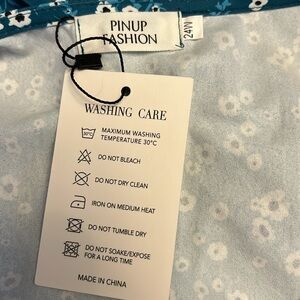 PINUP
FASHION
24W
WASHING CARE
30°C
MAXIMUM WASHING
TEMPERATURE 30°C
DO NOT BLEACH
DO NOT DRY CLEAN
IRON ON MEDIUM HEAT
DO NOT TUMBLE DRY
DO NOT SOAKE/EXPOSE
FOR A LONG TIME
MADE IN CHINA